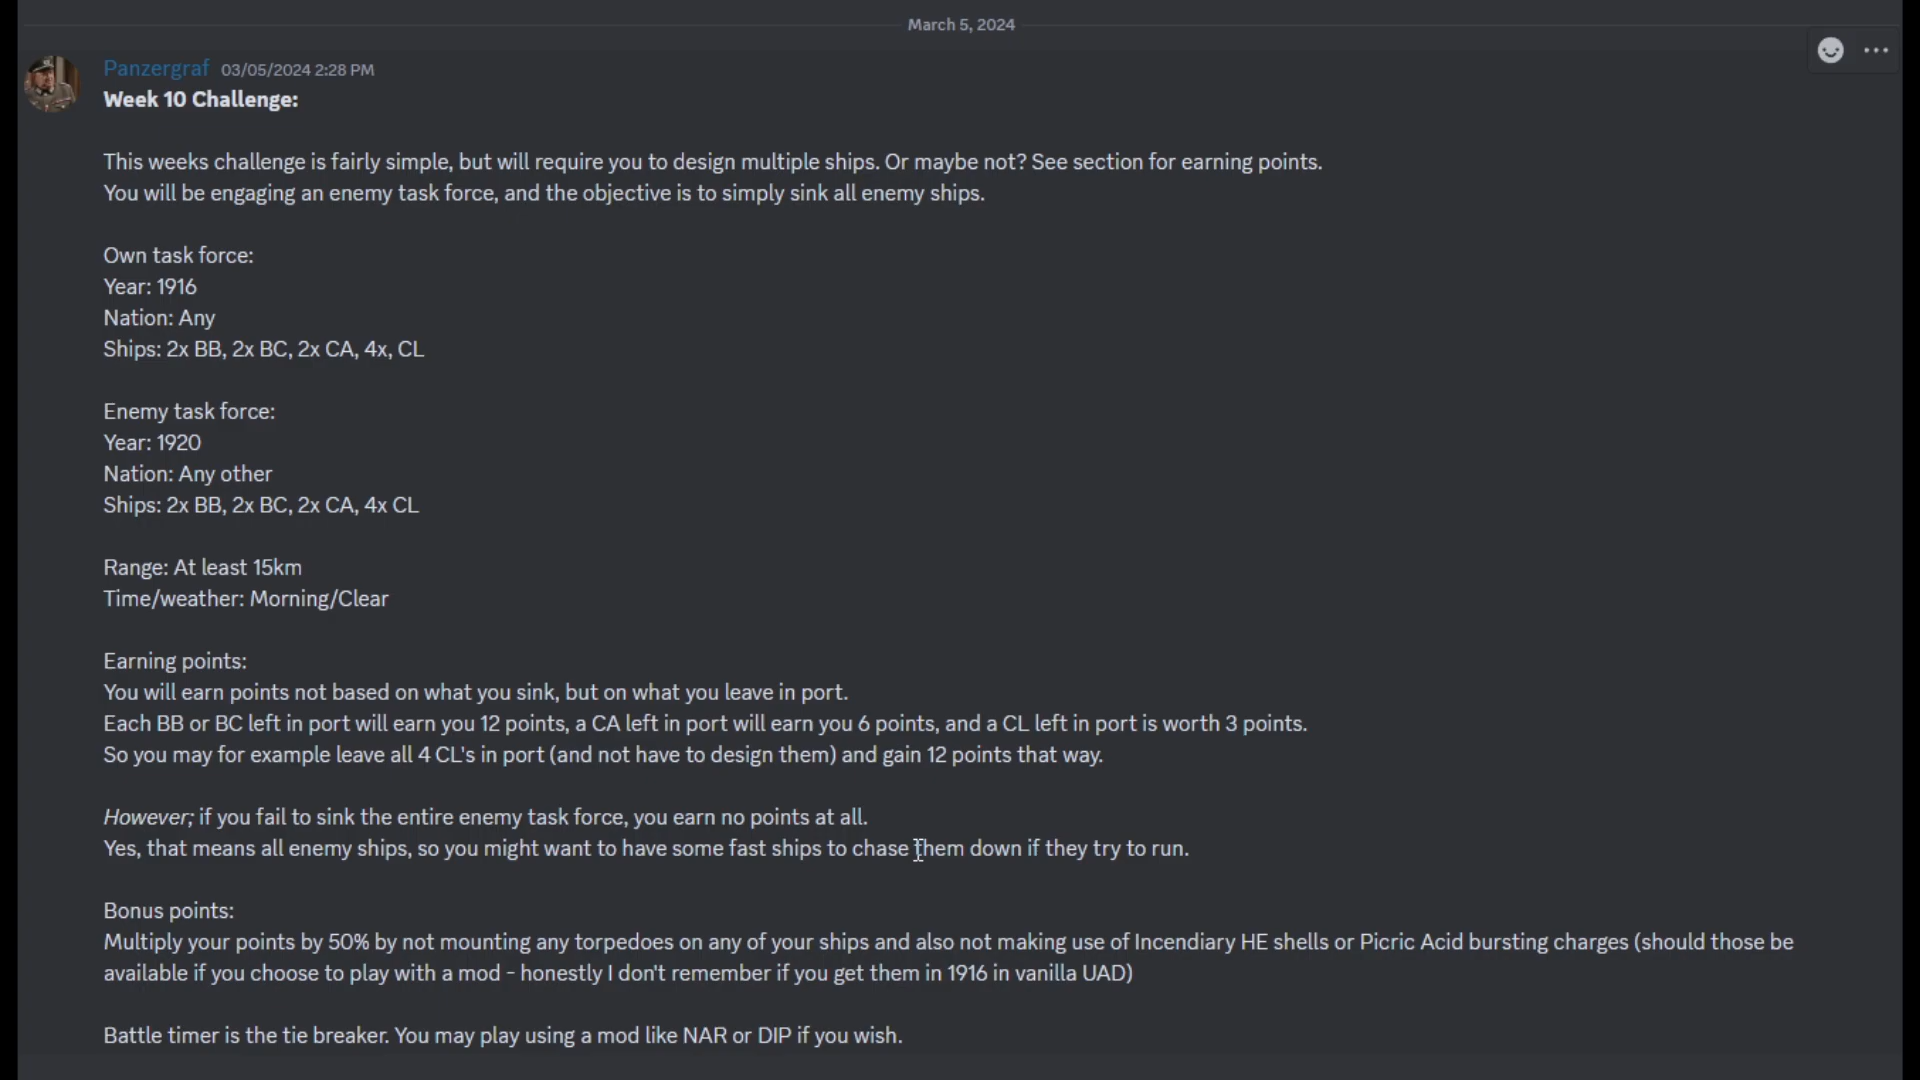 March 5, 2024
Panzergraf 03/05/2024 2:28 PM
Week 10 Challenge:
This weeks challenge is fairly simple, but will require you to design multiple ships. Or maybe not? See section for earning points.
You will be engaging an enemy task force, and the objective is to simply sink all enemy ships.
Own task force:
Year: 1916
Nation: Any
Ships: 2x BB, 2x BC, 2x CA, 4x, CL
Enemy task force:
Year: 1920
Nation: Any other
Ships: 2x BB, 2x BC, 2x CA, 4x CL
Range: At least 15km
Time/weather: Morning/Clear
Earning points:
You will earn points not based on what you sink, but on what you leave in port.
Each BB or BC left in port will earn you 12 points, a CA left in port will earn you 6 points, and a CL left in port is worth 3 points.
So you may for example leave all 4 CL's in port (and not have to design them) and gain 12 points that way.
However; if you fail to sink the entire enemy task force, you earn no points at all.
Yes, that means all enemy ships, so you might want to have some fast ships to chase them down if they try to run.
Bonus points:
Multiply your points by 50% by not mounting any torpedoes on any of your ships and also not making use of Incendiary HE shells or Picric Acid bursting charges (should those be
available if you choose to play with a mod - honestly I don't remember if you get them in 1916 in vanilla UAD)
Battle timer is the tie breaker. You may play using a mod like NAR or DIP if you wish.